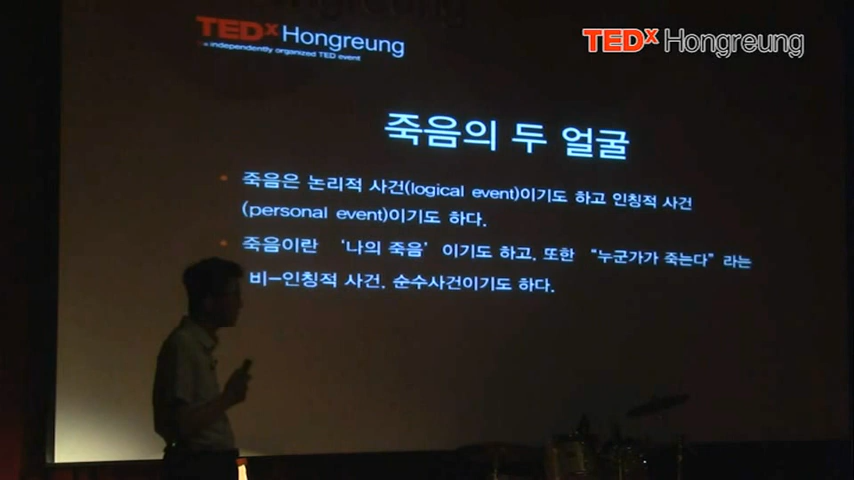 TEDx Hongreung
TEDx Hongreung
a independently organized TED event
죽음의 두 얼굴
죽음은 논리적 사건(logical event)이기도 하고 인칭적 사건
(personal event)이기도 하다.
죽음이란 ‘나의 죽음’ 이기도 하고, 또한 “누군가가 죽는다” 라는
비-인칭적 사건, 순수사건이기도 하다.